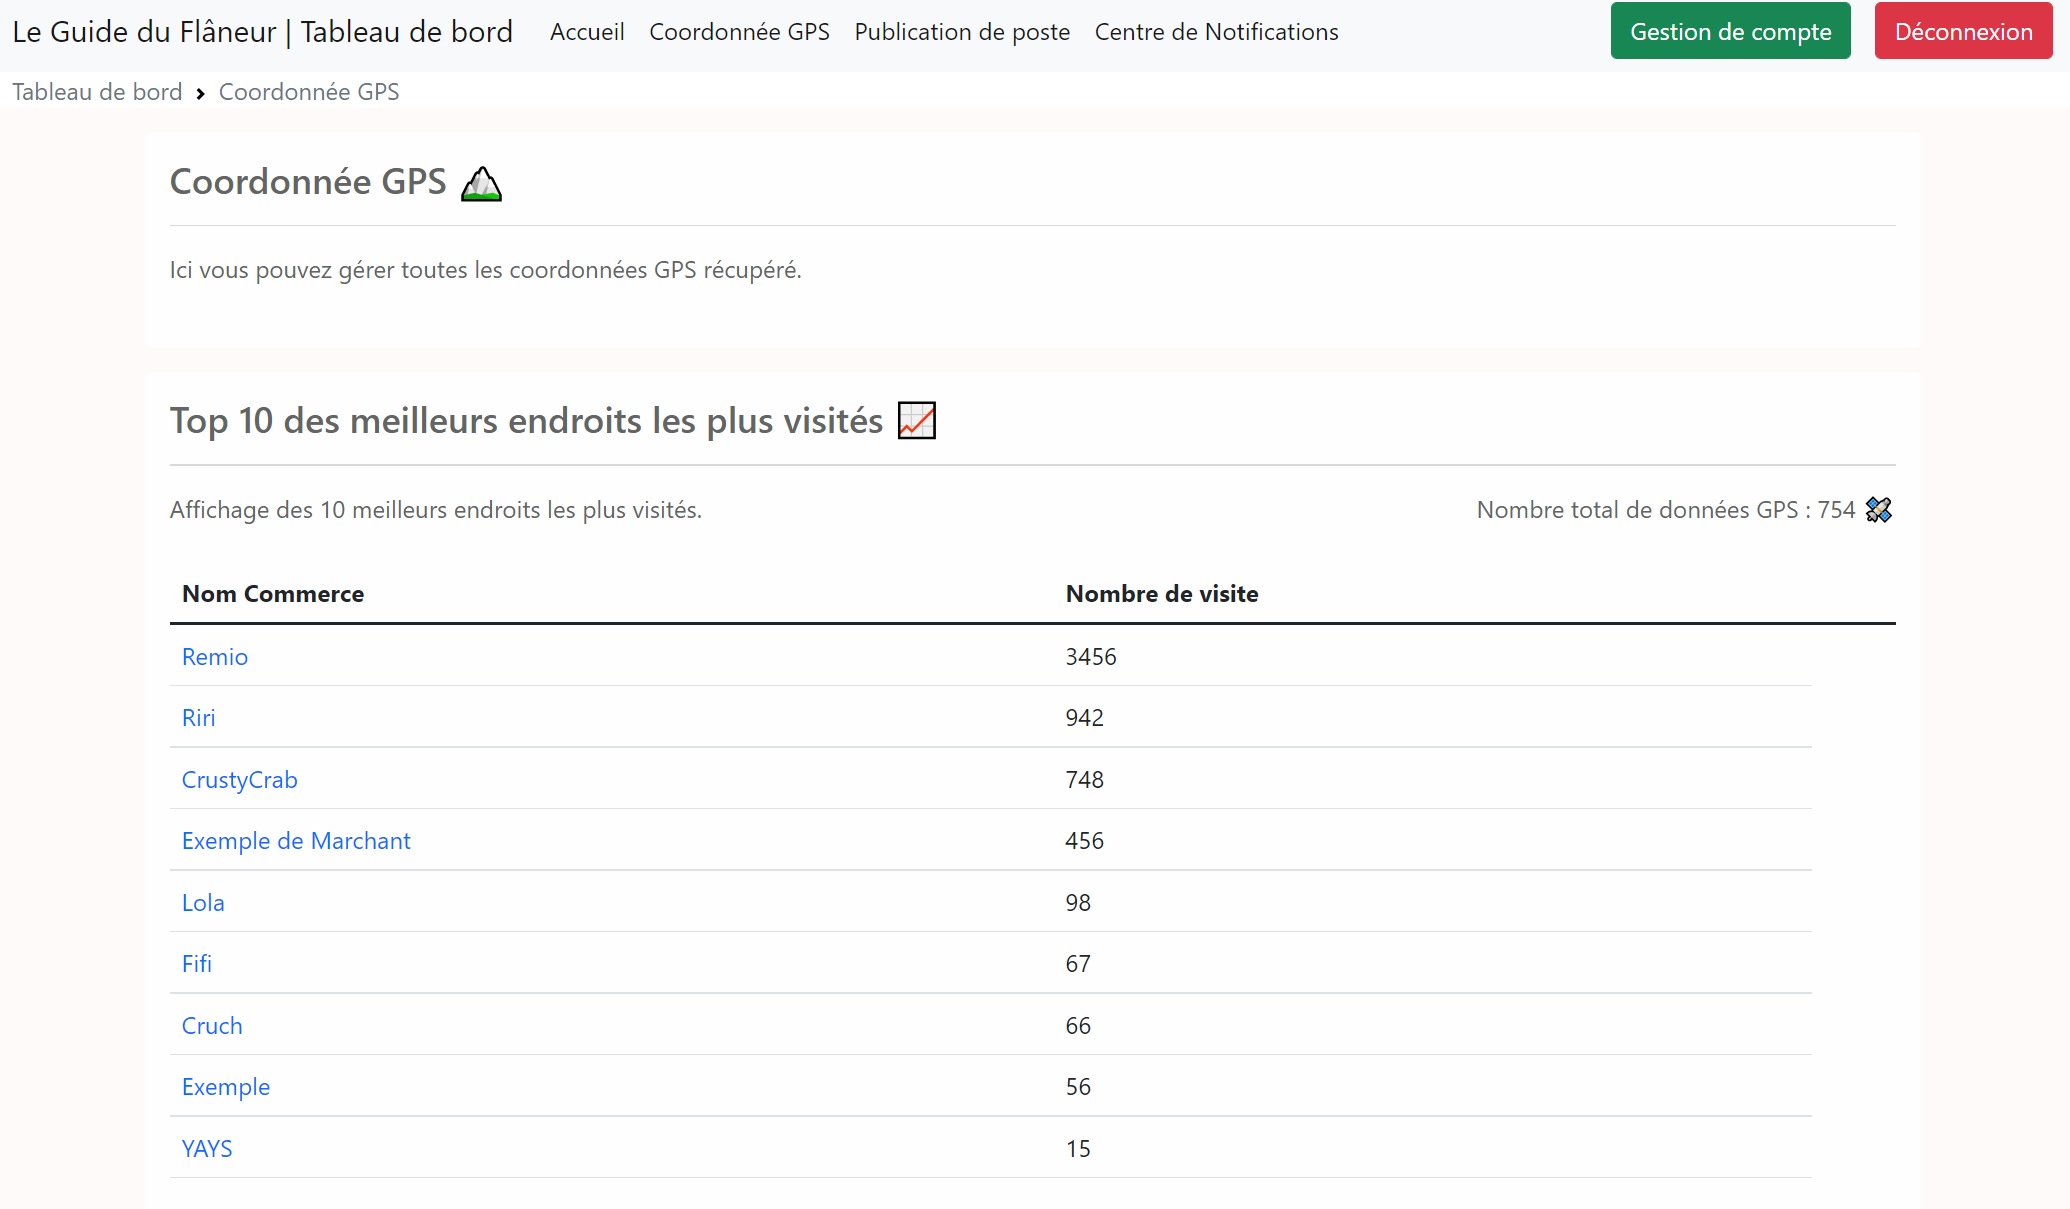 Le Guide du Flâneur | Tableau de bord Accueil Coordonnée GPS Publication de poste Centre de Notifications Gestion de compte Déconnexion
Tableau de bord › Coordonnée GPS
Coordonnée GPS
Ici vous pouvez gérer toutes les coordonnées GPS récupéré.
Top 10 des meilleurs endroits les plus visités
Affichage des 10 meilleurs endroits les plus visités. Nombre total de données GPS : 754
Nom Commerce Nombre de visite
Remio 3456
Riri 942
CrustyCrab 748
Exemple de Marchant 456
Lola 98
Fifi 67
Cruch 66
Exemple 56
YAYS 15